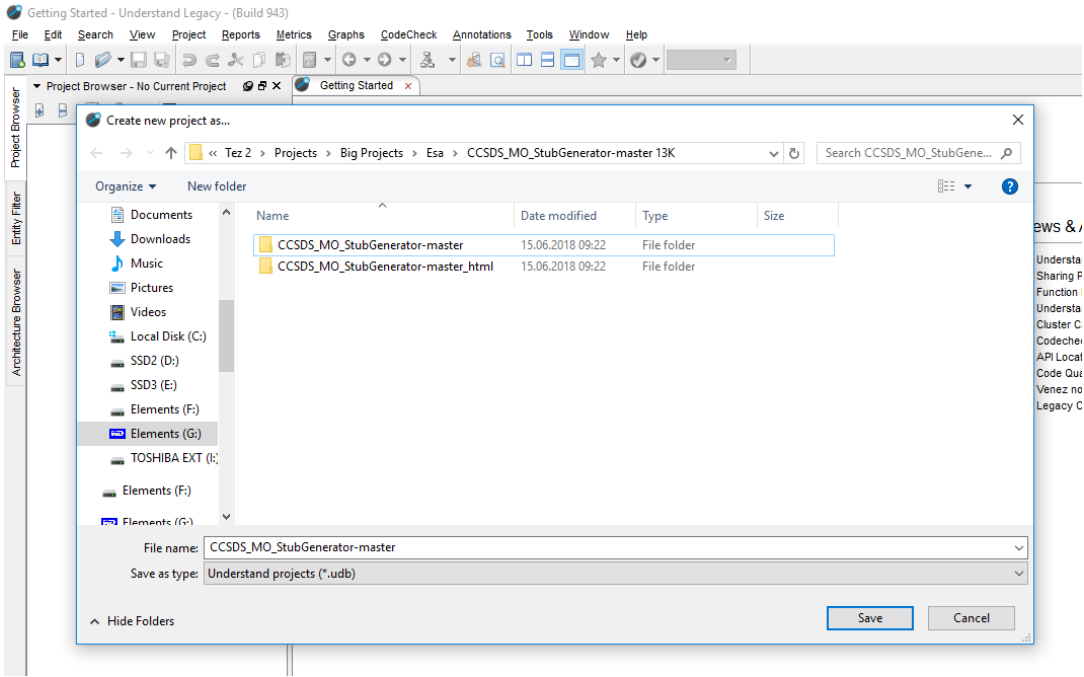 Getting Started - Understand Legacy - (Build 943)
File Edit Search View Project Reports Metrics Graphs CodeCheck Annotations Tools Window Help
Project Browser - No Current Project
Getting Started
Project Browser
Entity Filter
Architecture Browser
Create new project as...
« Tez 2 > Projects > Big Projects > Esa > CCSDS_MO_StubGenerator-master 13K
Search CCSDS_MO_StubGene...
Organize
New folder
Name Date modified Type Size
Documents
Downloads
Music
Pictures
Videos
Local Disk (C:)
SSD2 (D:)
SSD3 (E:)
Elements (F:)
Elements (G:)
TOSHIBA EXT (I:)
Elements (F:)
Elements (G:)
CCSDS_MO_StubGenerator-master 15.06.2018 09:22 File folder
CCSDS_MO_StubGenerator-master_html 15.06.2018 09:22 File folder
File name: CCSDS_MO_StubGenerator-master
Save as type: Understand projects (*.udb)
Hide Folders
Save
Cancel
ews &
Understa
Sharing P
Function
Understa
Cluster C
Codechec
API Locat
Code Qua
Venez no
Legacy C